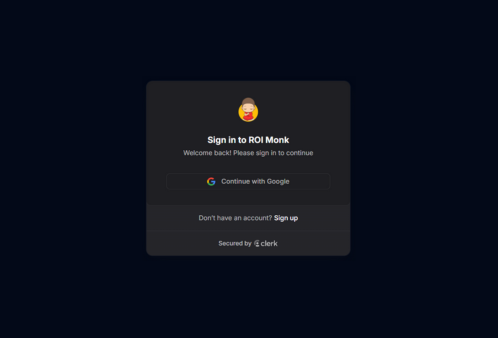 Sign in to ROI Monk
Welcome back! Please sign in to continue
Continue with Google
Don't have an account? Sign up
Secured by clerk